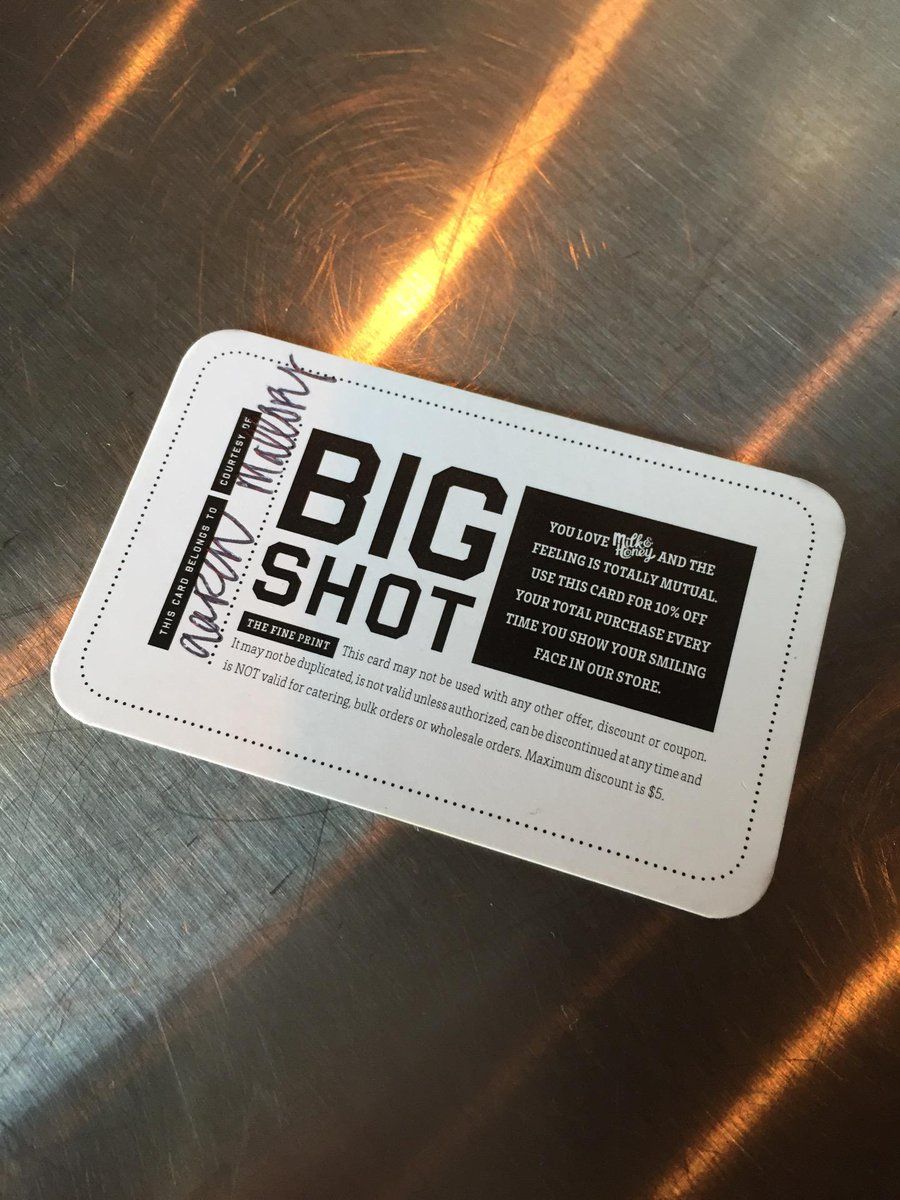 THIS CARD BELONGS TO
COURTESY OF
mallory
BIG
SHOT
YOU LOVE Milk & Honey AND THE
FEELING IS TOTALLY MUTUAL.
USE THIS CARD FOR 10% OFF
YOUR TOTAL PURCHASE EVERY
TIME YOU SHOW YOUR SMILING
FACE IN OUR STORE.
THE FINE PRINT This card may not be used with any other offer, discount or coupon.
It may not be duplicated, is not valid unless authorized, can be discontinued at any time and
is NOT valid for catering, bulk orders or wholesale orders. Maximum discount is $5.